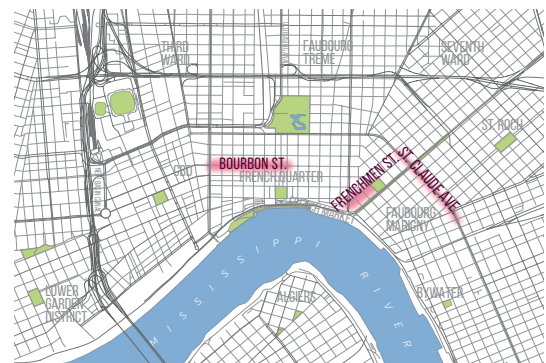 THIRD
WARD
FAUBOURG
TREME
SEVENTH
WARD
ST. ROCH
CBD
BOURBON ST.
FRENCH QUARTER
FRENCHMEN ST.
ST. CLAUDE AVE.
FAUBOURG
MARIGNY
MISSISSIPPI RIVER
LOWER
GARDEN
DISTRICT
ALGIERS
BYWATER